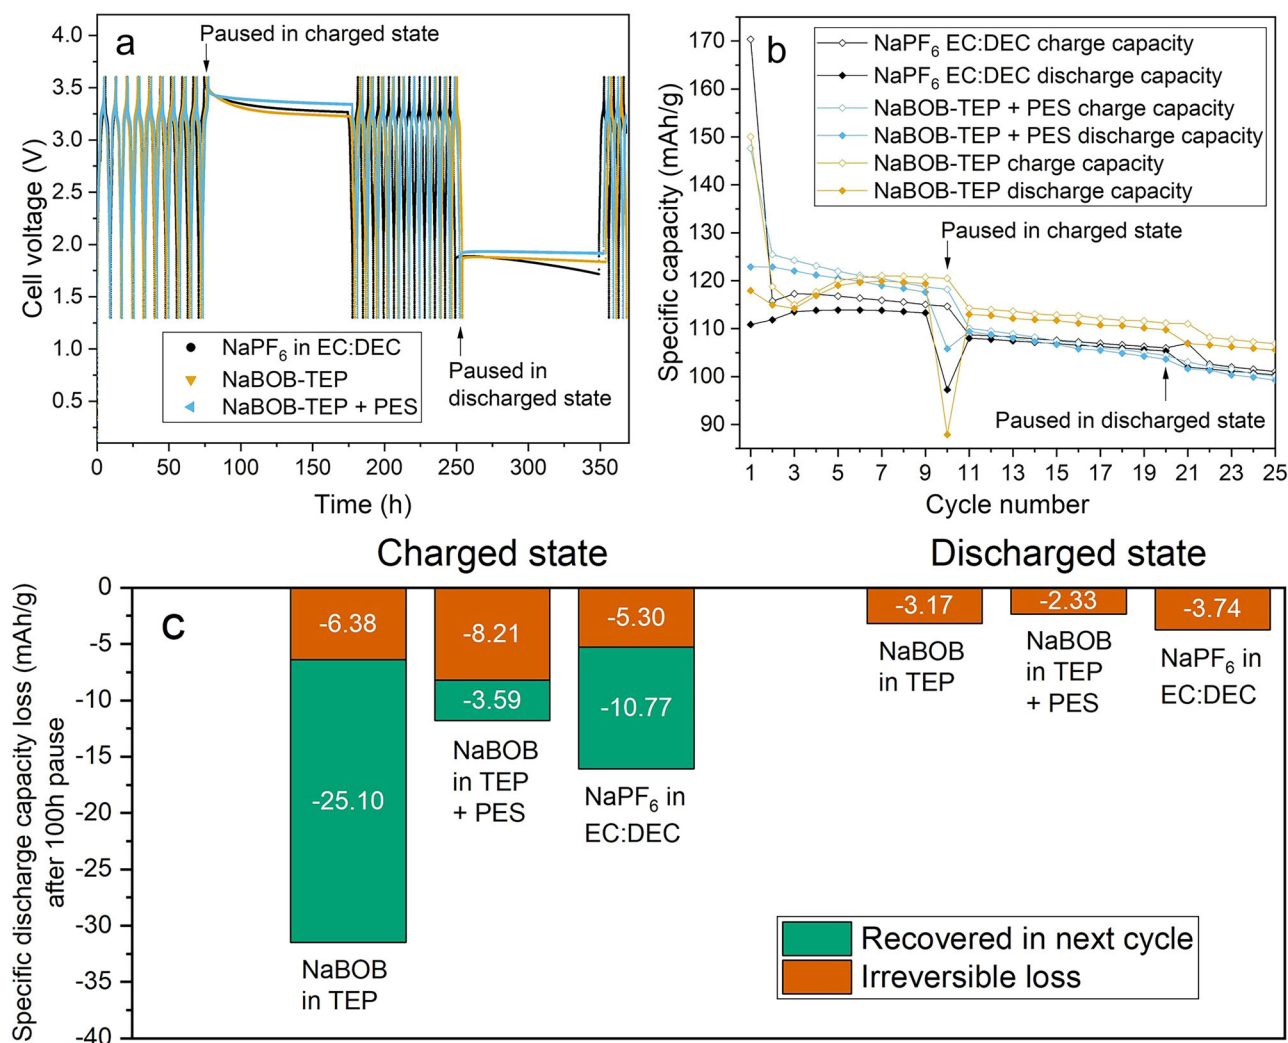 a
Paused in charged state
4.0
3.5
3.0
2.5
2.0
1.5
1.0
0.5
Cell voltage (V)
NaPF6 in EC:DEC
NaBOB-TEP
NaBOB-TEP + PES
Paused in
discharged state
0 50 100 150 200 250 300 350
Time (h)
b
170
160
150
140
130
120
110
100
90
Specific capacity (mAh/g)
NaPF6 EC:DEC charge capacity
NaPF6 EC:DEC discharge capacity
NaBOB-TEP + PES charge capacity
NaBOB-TEP + PES discharge capacity
NaBOB-TEP charge capacity
NaBOB-TEP discharge capacity
Paused in charged state
Paused in discharged state
1 3 5 7 9 11 13 15 17 19 21 23 25
Cycle number
Charged state
Discharged state
c
0
-5
-10
-15
-20
-25
-30
-35
-40
Specific discharge capacity loss (mAh/g)
after 100h pause
-6.38
-25.10
NaBOB
in TEP
-8.21
-3.59
NaBOB
in TEP
+ PES
-5.30
-10.77
NaPF6 in
EC:DEC
-3.17
NaBOB
in TEP
-2.33
NaBOB
in TEP
+ PES
-3.74
NaPF6 in
EC:DEC
Recovered in next cycle
Irreversible loss